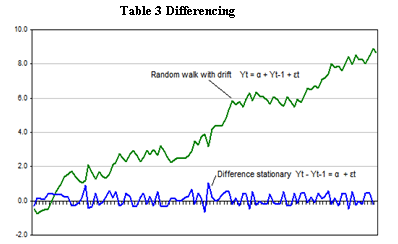 Table 3 Differencing
10.0
8.0
Random walk with drift Yt = α + Yt-1 + εt
6.0
4.0
2.0
Difference stationary Yt - Yt-1 = α + εt
0.0
-2.0